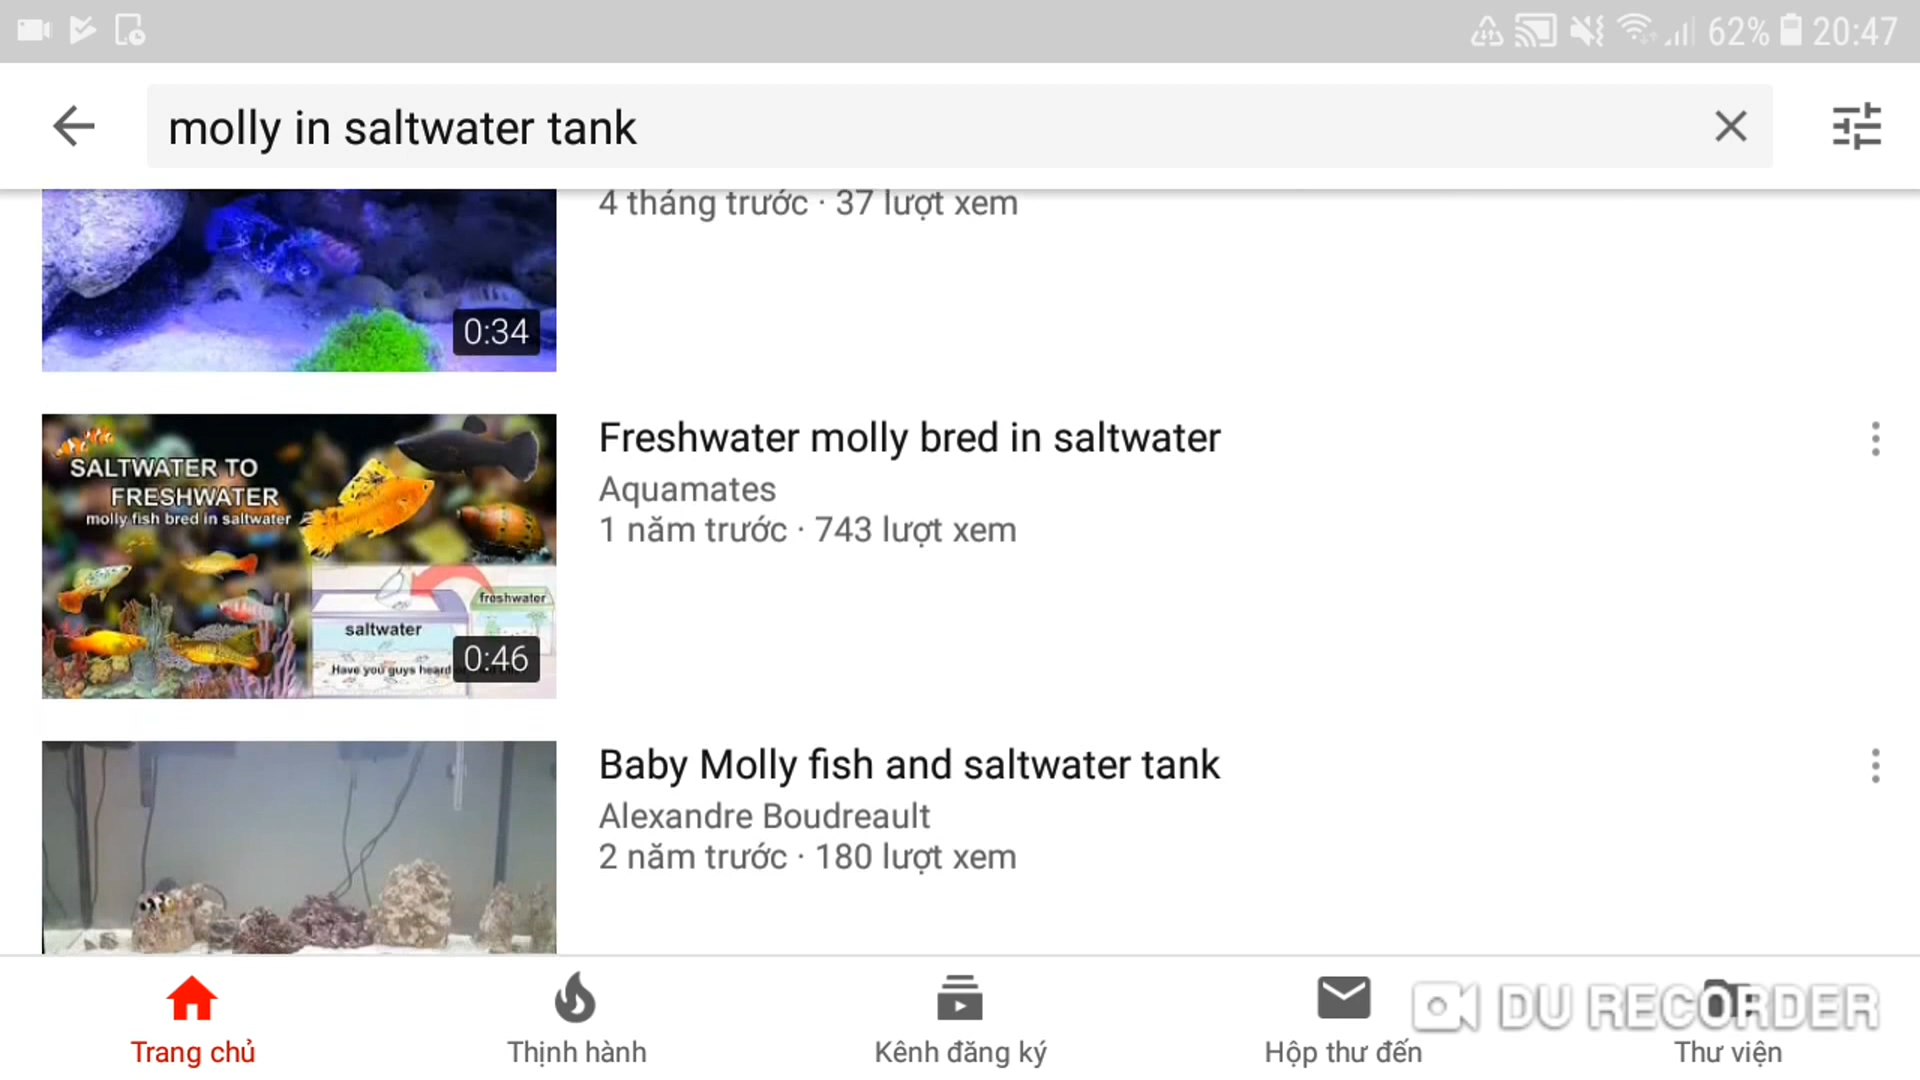 62% 20:47
molly in saltwater tank
4 tháng trước · 37 lượt xem
0:34
SALTWATER TO
FRESHWATER
molly fish bred in saltwater
freshwater
saltwater
Have you guys heard
0:46
Freshwater molly bred in saltwater
Aquamates
1 năm trước · 743 lượt xem
Baby Molly fish and saltwater tank
Alexandre Boudreault
2 năm trước · 180 lượt xem
DU RECORDER
Trang chủ
Thịnh hành
Kênh đăng ký
Hộp thư đến
Thư viện